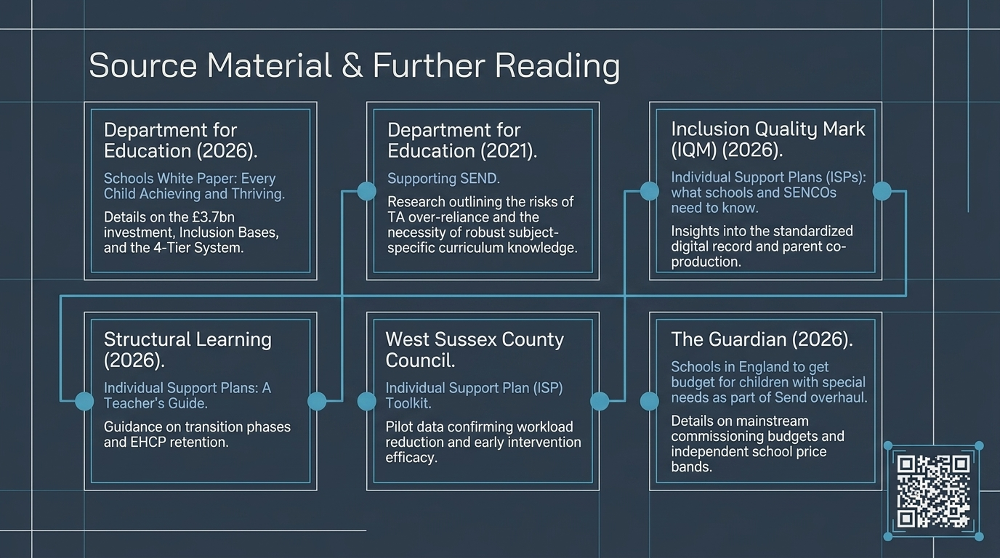 Source Material & Further Reading
Department for
Education (2026).
Schools White Paper: Every
Child Achieving and Thriving.
Details on the £3.7bn
investment, Inclusion Bases,
and the 4-Tier System.
Department for
Education (2021).
Supporting SEND.
Research outlining the risks of
TA over-reliance and the
necessity of robust subject-
specific curriculum knowledge.
Inclusion Quality Mark
(IQM) (2026).
Individual Support Plans (ISPs):
what schools and SENCOs
need to know.
Insights into the standardized
digital record and parent co-
production.
Structural Learning
(2026).
Individual Support Plans: A
Teacher's Guide.
Guidance on transition phases
and EHCP retention.
West Sussex County
Council.
Individual Support Plan (ISP)
Toolkit.
Pilot data confirming workload
reduction and early intervention
efficacy.
The Guardian (2026).
Schools in England to get
budget for children with special
needs as part of Send overhaul.
Details on mainstream
commissioning budgets and
independent school price
bands.